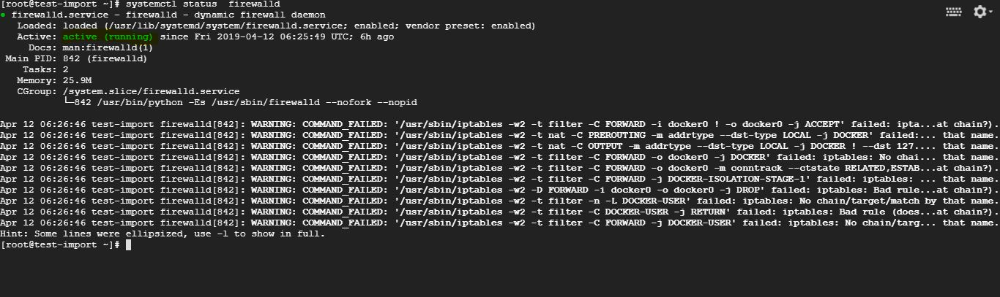 [root@test-import ~]# systemctl status  firewalld
● firewalld.service - firewalld - dynamic firewall daemon
   Loaded: loaded (/usr/lib/systemd/system/firewalld.service; enabled; vendor preset: enabled)
   Active: active (running) since Fri 2019-04-12 06:25:49 UTC; 6h ago
     Docs: man:firewalld(1)
 Main PID: 842 (firewalld)
    Tasks: 2
   Memory: 25.9M
   CGroup: /system.slice/firewalld.service
           └─842 /usr/bin/python -Es /usr/sbin/firewalld --nofork --nopid

Apr 12 06:26:46 test-import firewalld[842]: WARNING: COMMAND_FAILED: '/usr/sbin/iptables -w2 -t filter -C FORWARD -i docker0 ! -o docker0 -j ACCEPT' failed: ipta...at chain?).
Apr 12 06:26:46 test-import firewalld[842]: WARNING: COMMAND_FAILED: '/usr/sbin/iptables -w2 -t nat -C PREROUTING -m addrtype --dst-type LOCAL -j DOCKER' failed:... that name.
Apr 12 06:26:46 test-import firewalld[842]: WARNING: COMMAND_FAILED: '/usr/sbin/iptables -w2 -t nat -C OUTPUT -m addrtype --dst-type LOCAL -j DOCKER ! --dst 127.... that name.
Apr 12 06:26:46 test-import firewalld[842]: WARNING: COMMAND_FAILED: '/usr/sbin/iptables -w2 -t filter -C FORWARD -o docker0 -j DOCKER' failed: iptables: No chai... that name.
Apr 12 06:26:46 test-import firewalld[842]: WARNING: COMMAND_FAILED: '/usr/sbin/iptables -w2 -t filter -C FORWARD -o docker0 -m conntrack --ctstate RELATED,ESTAB...at chain?).
Apr 12 06:26:46 test-import firewalld[842]: WARNING: COMMAND_FAILED: '/usr/sbin/iptables -w2 -t filter -C FORWARD -j DOCKER-ISOLATION-STAGE-1' failed: iptables: ... that name.
Apr 12 06:26:46 test-import firewalld[842]: WARNING: COMMAND_FAILED: '/usr/sbin/iptables -w2 -D FORWARD -i docker0 -o docker0 -j DROP' failed: iptables: Bad rule...at chain?).
Apr 12 06:26:46 test-import firewalld[842]: WARNING: COMMAND_FAILED: '/usr/sbin/iptables -w2 -t filter -n -L DOCKER-USER' failed: iptables: No chain/target/match by that name.
Apr 12 06:26:46 test-import firewalld[842]: WARNING: COMMAND_FAILED: '/usr/sbin/iptables -w2 -t filter -C DOCKER-USER -j RETURN' failed: iptables: Bad rule (does...at chain?).
Apr 12 06:26:46 test-import firewalld[842]: WARNING: COMMAND_FAILED: '/usr/sbin/iptables -w2 -t filter -C FORWARD -j DOCKER-USER' failed: iptables: No chain/targ... that name.
Hint: Some lines were ellipsized, use -l to show in full.
[root@test-import ~]#